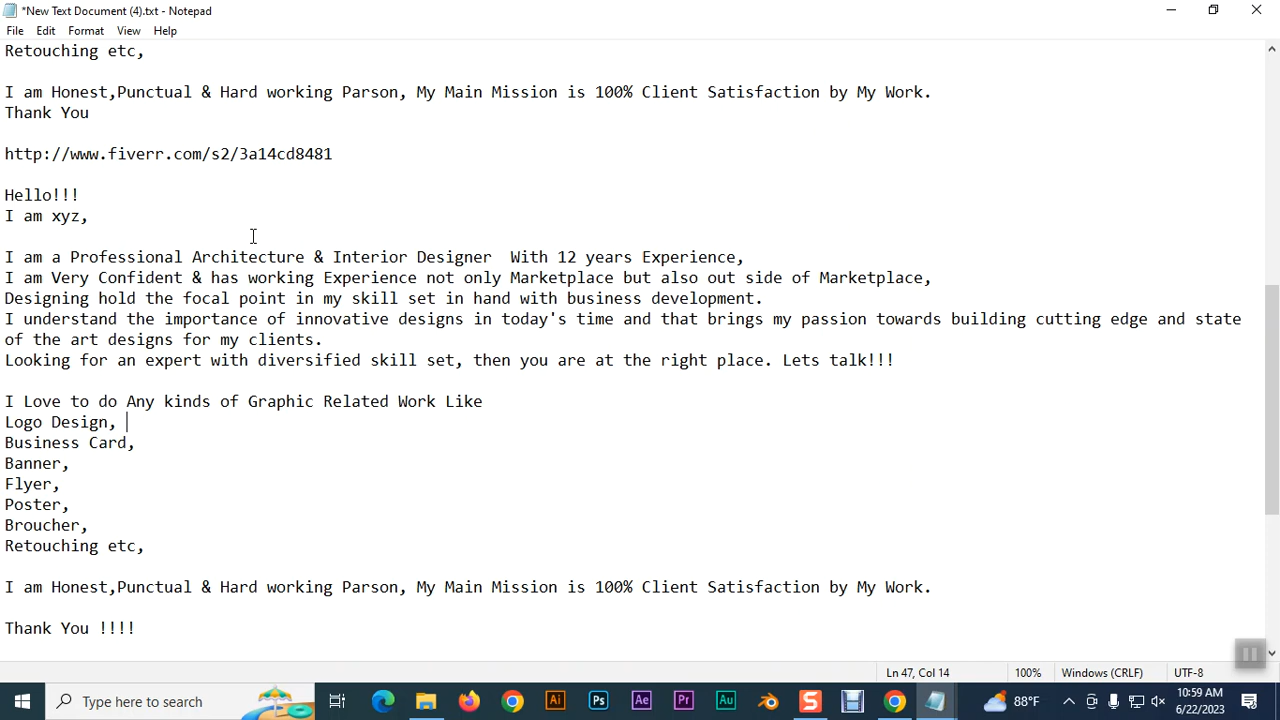 *New Text Document (4).txt - Notepad
File Edit Format View Help
Retouching etc,
I am Honest,Punctual & Hard working Parson, My Main Mission is 100% Client Satisfaction by My Work.
Thank You
http://www.fiverr.com/s2/3a14cd8481
Hello!!!
I am xyz,
I am a Professional Architecture & Interior Designer  With 12 years Experience,
I am Very Confident & has working Experience not only Marketplace but also out side of Marketplace,
Designing hold the focal point in my skill set in hand with business development.
I understand the importance of innovative designs in today's time and that brings my passion towards building cutting edge and state
of the art designs for my clients.
Looking for an expert with diversified skill set, then you are at the right place. Lets talk!!!
I Love to do Any kinds of Graphic Related Work Like
Logo Design,
Business Card,
Banner,
Flyer,
Poster,
Broucher,
Retouching etc,
I am Honest,Punctual & Hard working Parson, My Main Mission is 100% Client Satisfaction by My Work.
Thank You !!!!
Ln 47, Col 14 100% Windows (CRLF) UTF-8
Type here to search Ai Ps Ae Pr Au S S 88°F 10:59 AM
6/22/2023